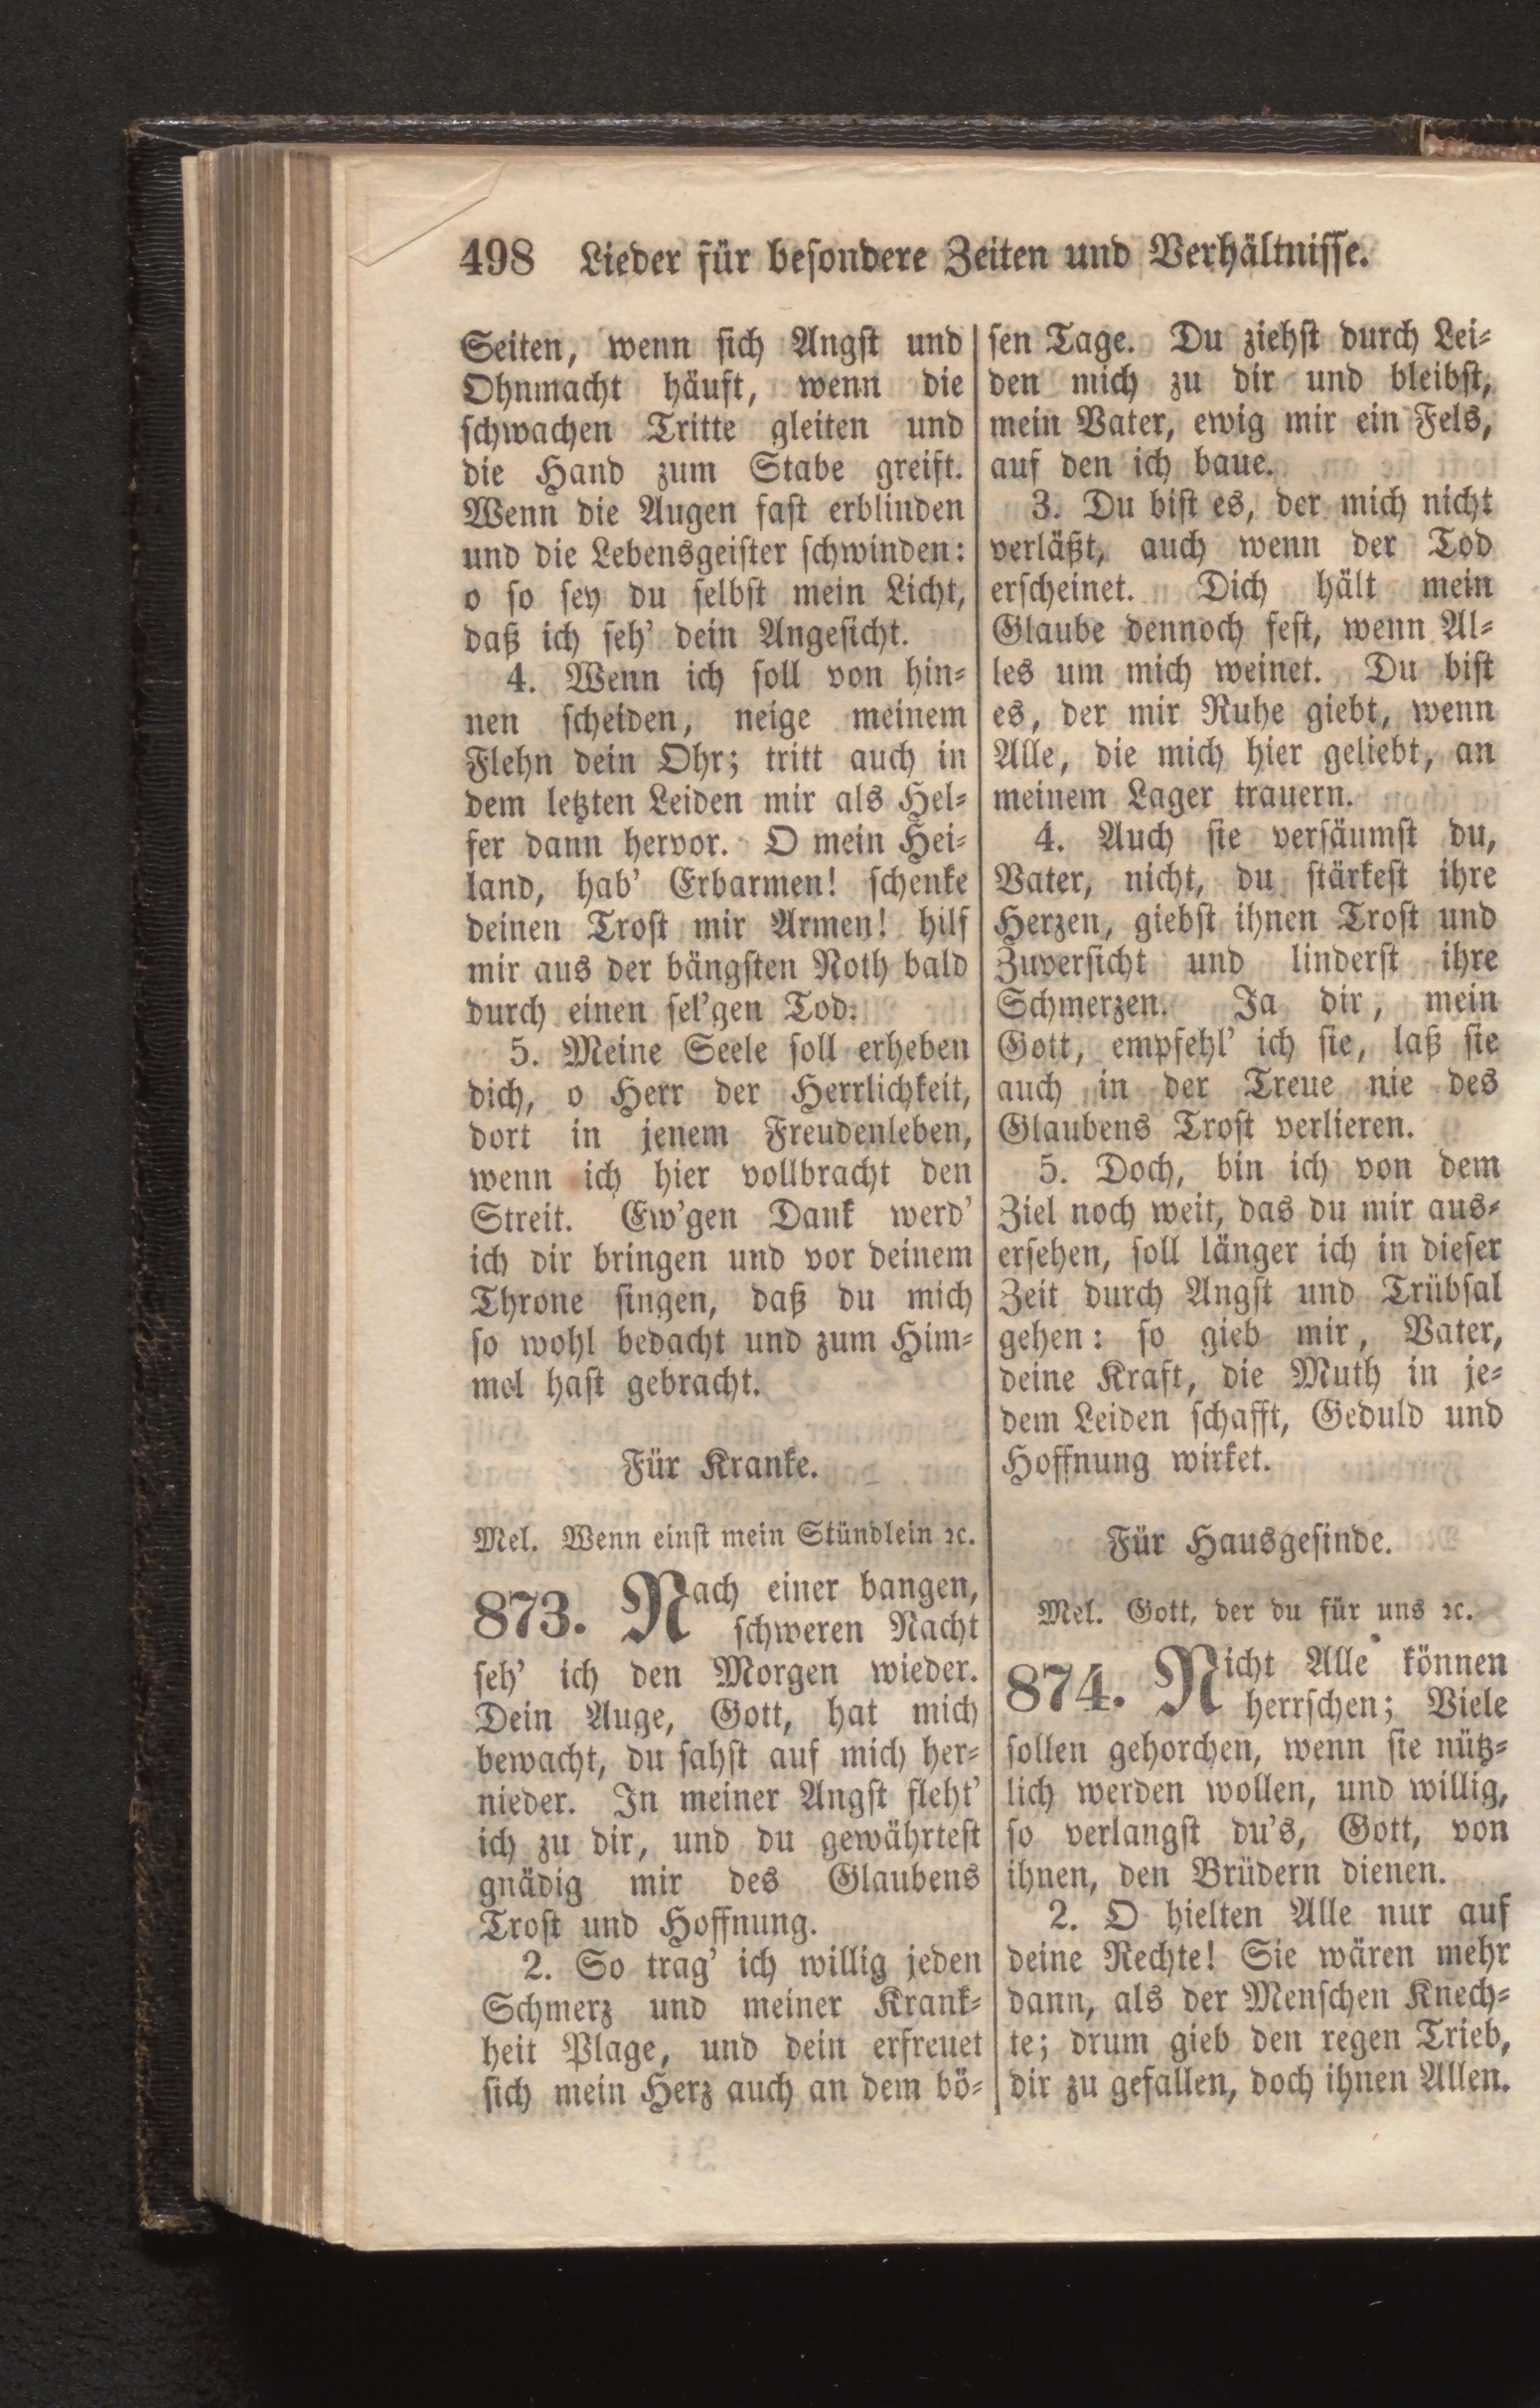 498 Lieder für besondere Zeiten und Verhältnisse.
Seiten, wenn sich Angst und
Ohnmacht häuft, wenn die
schwachen Tritte gleiten und
die Hand zum Stabe greift.
Wenn die Augen fast erblinden
und die Lebensgeister schwinden:
o so sey du selbst mein Licht,
daß ich seh' dein Angesicht.
4. Wenn ich soll von hin-
nen scheiden, neige meinem
Flehn dein Ohr; tritt auch in
dem letzten Leiden mir als Hel-
fer dann hervor. O mein Hei-
land, hab' Erbarmen! schenke
deinen Trost mir Armen! hilf
mir aus der bängsten Noth bald
durch einen sel'gen Tod.
5. Meine Seele soll erheben
dich, o Herr der Herrlichkeit,
dort in jenem Freudenleben,
wenn ich hier vollbracht den
Streit. Ew'gen Dank werd'
ich dir bringen und vor deinem
Throne singen, daß du mich
so wohl bedacht und zum Him-
mel hast gebracht.
Für Kranke.
Mel. Wenn einst mein Stündlein ꝛc.
873. Nach einer bangen,
schweren Nacht
seh' ich den Morgen wieder.
Dein Auge, Gott, hat mich
bewacht, du sahst auf mich her-
nieder. In meiner Angst fleht'
ich zu dir, und du gewährtest
gnädig mir des Glaubens
Trost und Hoffnung.
2. So trag' ich willig jeden
Schmerz und meiner Krank-
heit Plage, und dein erfreuet
sich mein Herz auch an dem bö-
sen Tage. Du ziehst durch Lei-
den mich zu dir und bleibst,
mein Vater, ewig mir ein Fels,
auf den ich baue.
3. Du bist es, der mich nicht
verläßt, auch wenn der Tod
erscheinet. Dich hält mein
Glaube dennoch fest, wenn Al-
les um mich weinet. Du bist
es, der mir Ruhe giebt, wenn
Alle, die mich hier geliebt, an
meinem Lager trauern.
4. Auch sie versäumst du,
Vater, nicht, du stärkest ihre
Herzen, giebst ihnen Trost und
Zuversicht und linderst ihre
Schmerzen. Ja dir, mein
Gott, empfehl' ich sie, laß sie
auch in der Treue nie des
Glaubens Trost verlieren.
5. Doch, bin ich von dem
Ziel noch weit, das du mir aus-
ersehen, soll länger ich in dieser
Zeit durch Angst und Trübsal
gehen: so gieb mir, Vater,
deine Kraft, die Muth in je-
dem Leiden schafft, Geduld und
Hoffnung wirket.
Für Hausgesinde.
Mel. Gott, der du für uns ꝛc.
874. Nicht Alle können
herrschen; Viele
sollen gehorchen, wenn sie nütz-
lich werden wollen, und willig,
so verlangst du's, Gott, von
ihnen, den Brüdern dienen.
2. O hielten Alle nur auf
deine Rechte! Sie wären mehr
dann, als der Menschen Knech-
te; drum gieb den regen Trieb,
dir zu gefallen, doch ihnen Allen.